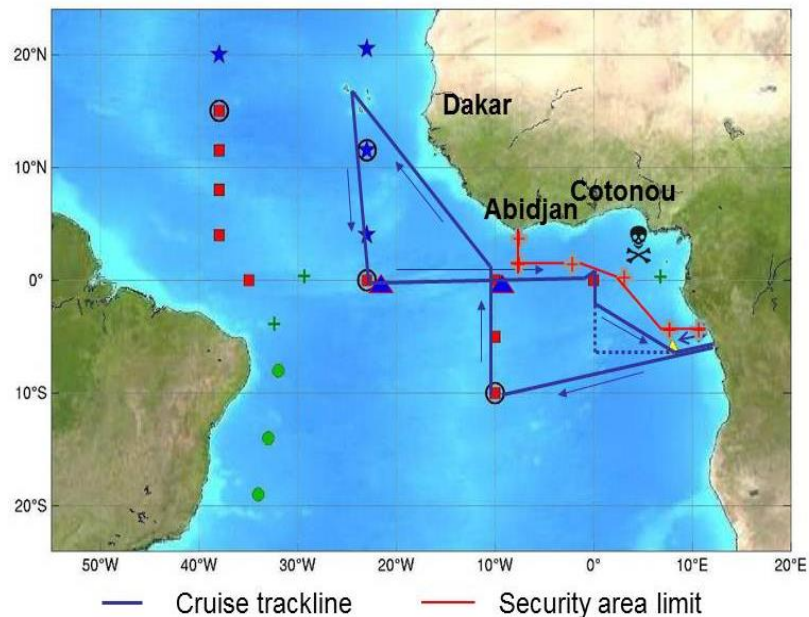 20°N
Dakar
10°N
Cotonou
Abidjan
0°
10°S
20°S
50°W 40°W 30°W 20°W 10°W 0° 10°E 20°E
Cruise trackline Security area limit